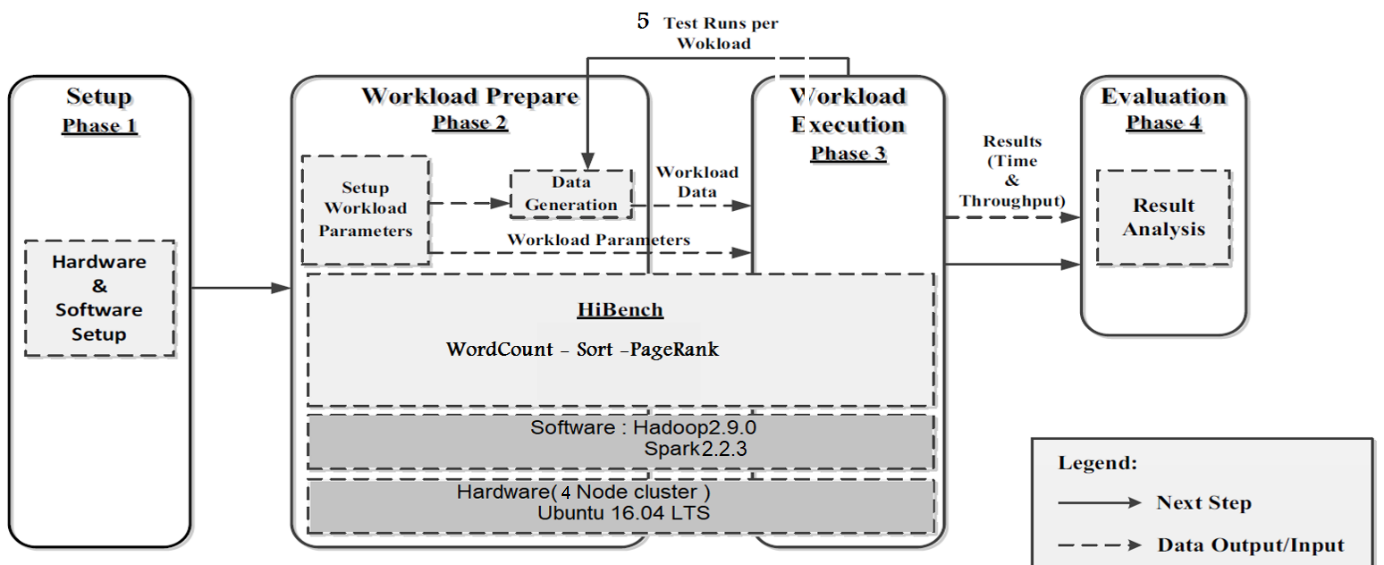 5 Test Runs per
Wokload
Setup
Phase 1
Hardware
&
Software
Setup
Workload Prepare
Phase 2
Setup
Workload
Parameters
Data
Generation
Workload
Data
Workload Parameters
Workload
Execution
Phase 3
HiBench
WordCount - Sort -PageRank
Software : Hadoop2.9.0
Spark2.2.3
Hardware( 4 Node cluster )
Ubuntu 16.04 LTS
Results
(Time
&
Throughput)
Evaluation
Phase 4
Result
Analysis
Legend:
Next Step
Data Output/Input